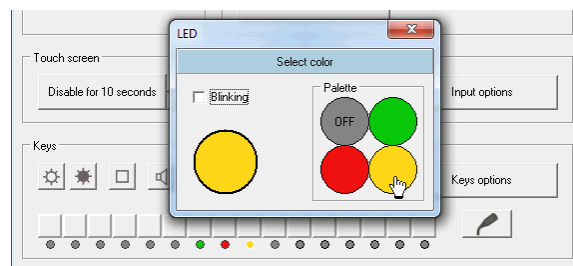 LED
Select color
Touch screen
Disable for 10 seconds
Blinking
Palette
OFF
Input options
Keys
Keys options